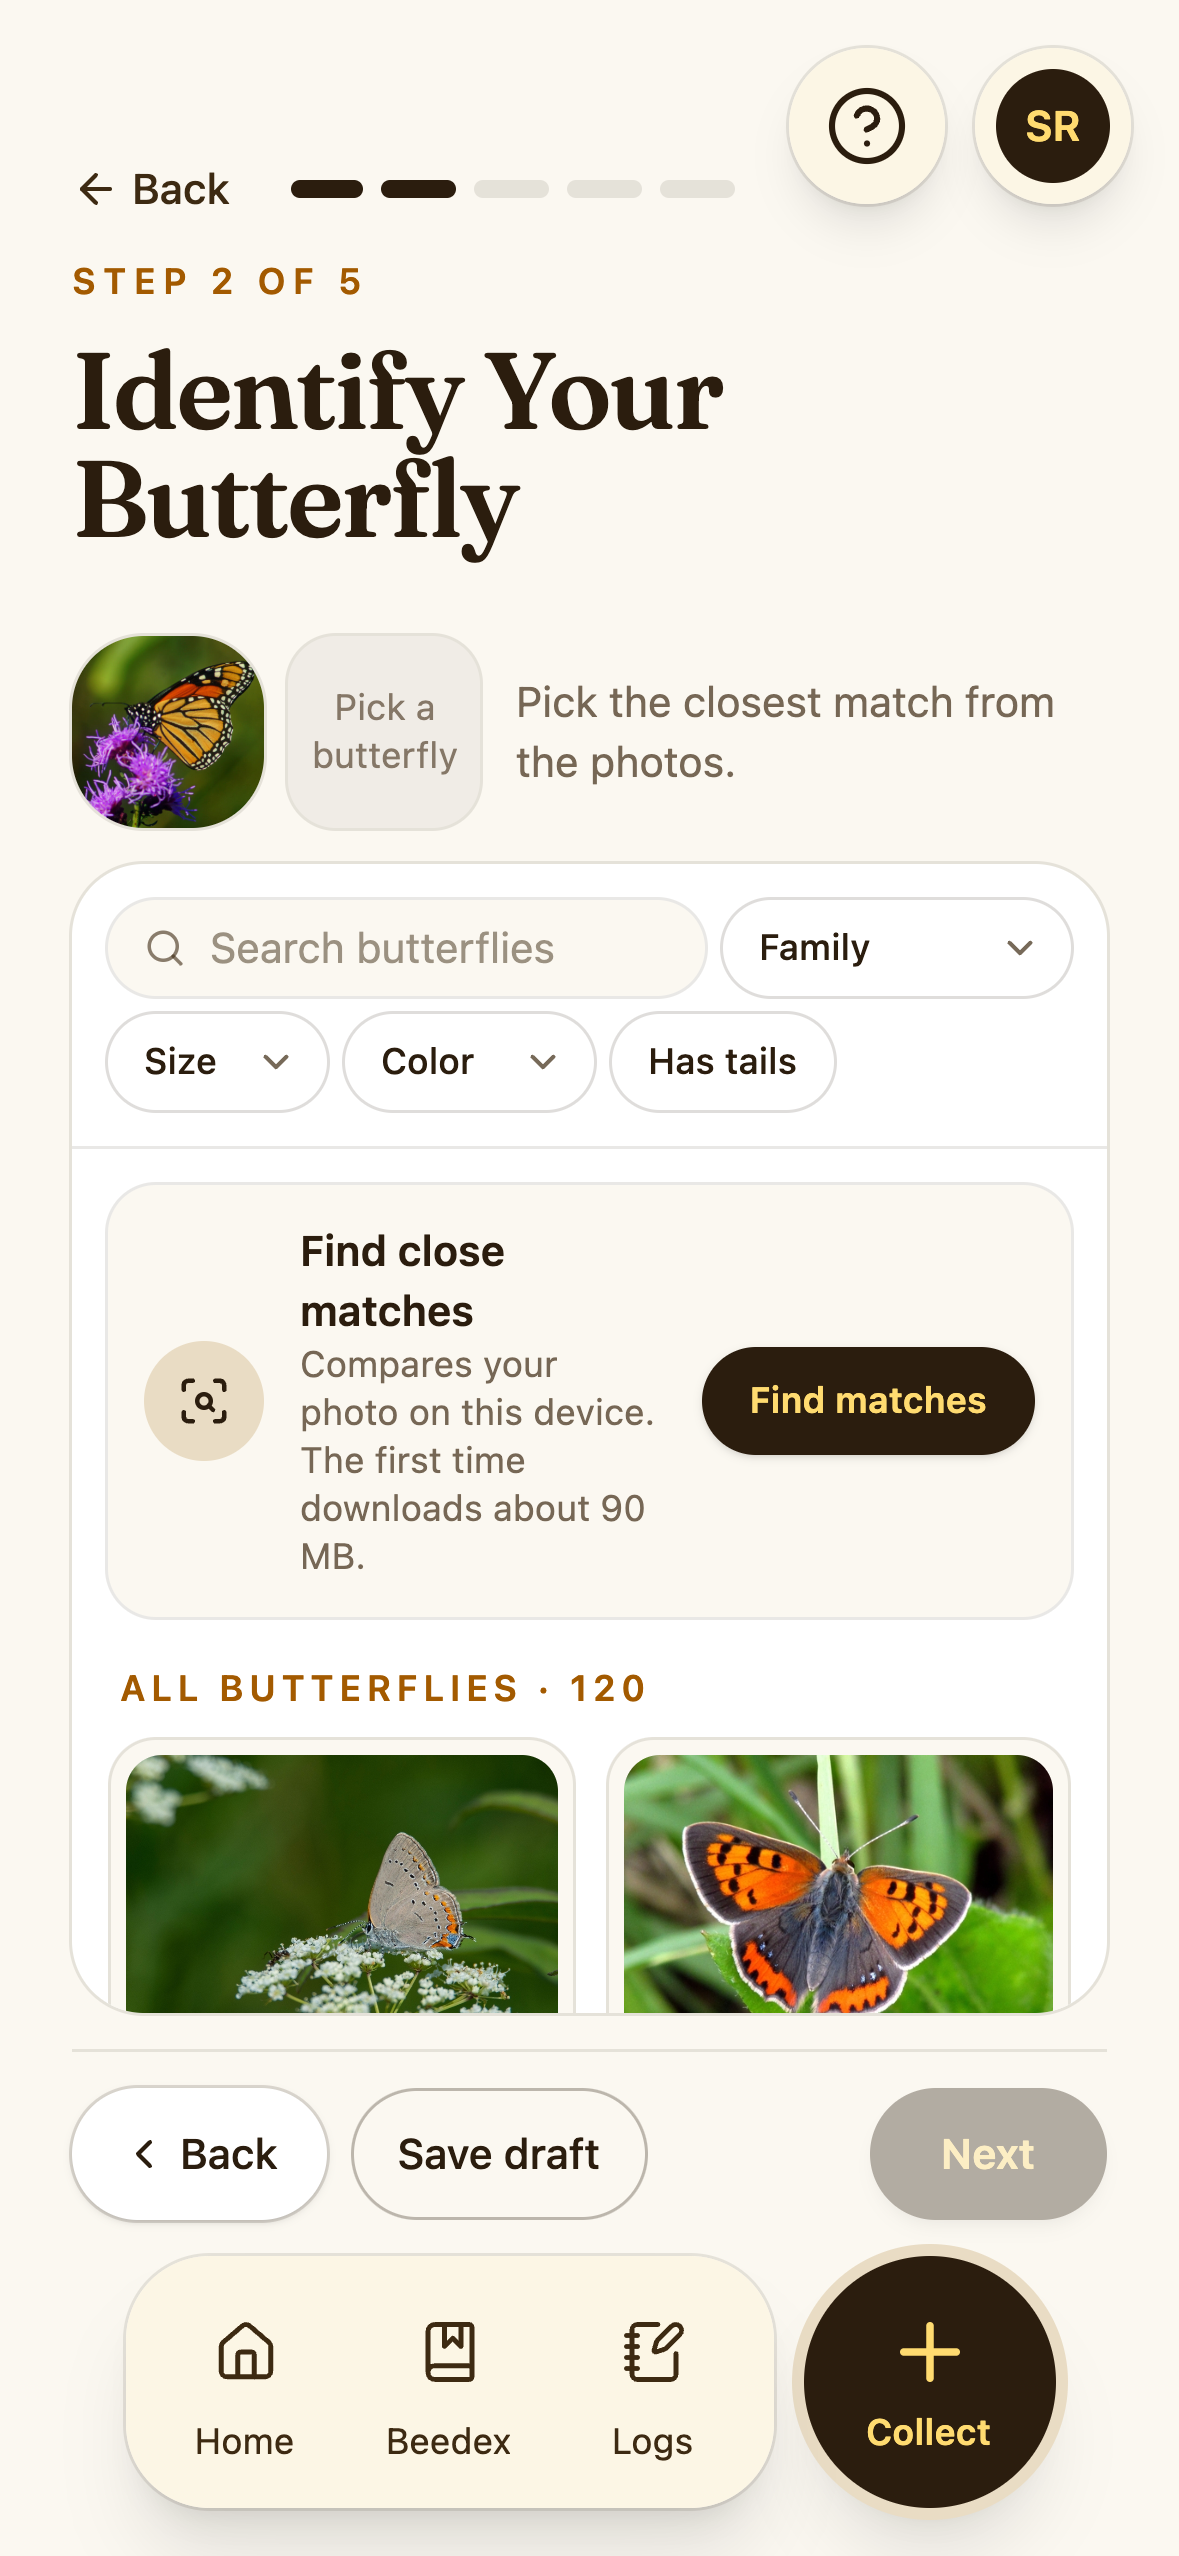 SR
Back
STEP 2 OF 5
Identify Your
Butterfly
Pick a
butterfly
Pick the closest match from
the photos.
Search butterflies
Family
Size
Color
Has tails
Find close
matches
Compares your
photo on this device.
The first time
downloads about 90
MB.
Find matches
ALL BUTTERFLIES · 120
Back
Save draft
Next
Home
Beedex
Logs
Collect